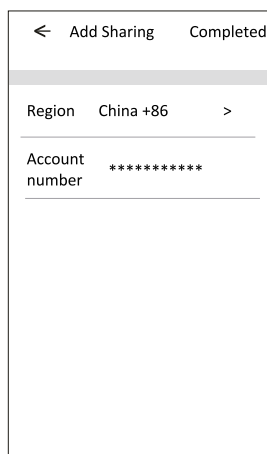 ← Add Sharing Completed
Region China +86 >
Account
number ***********